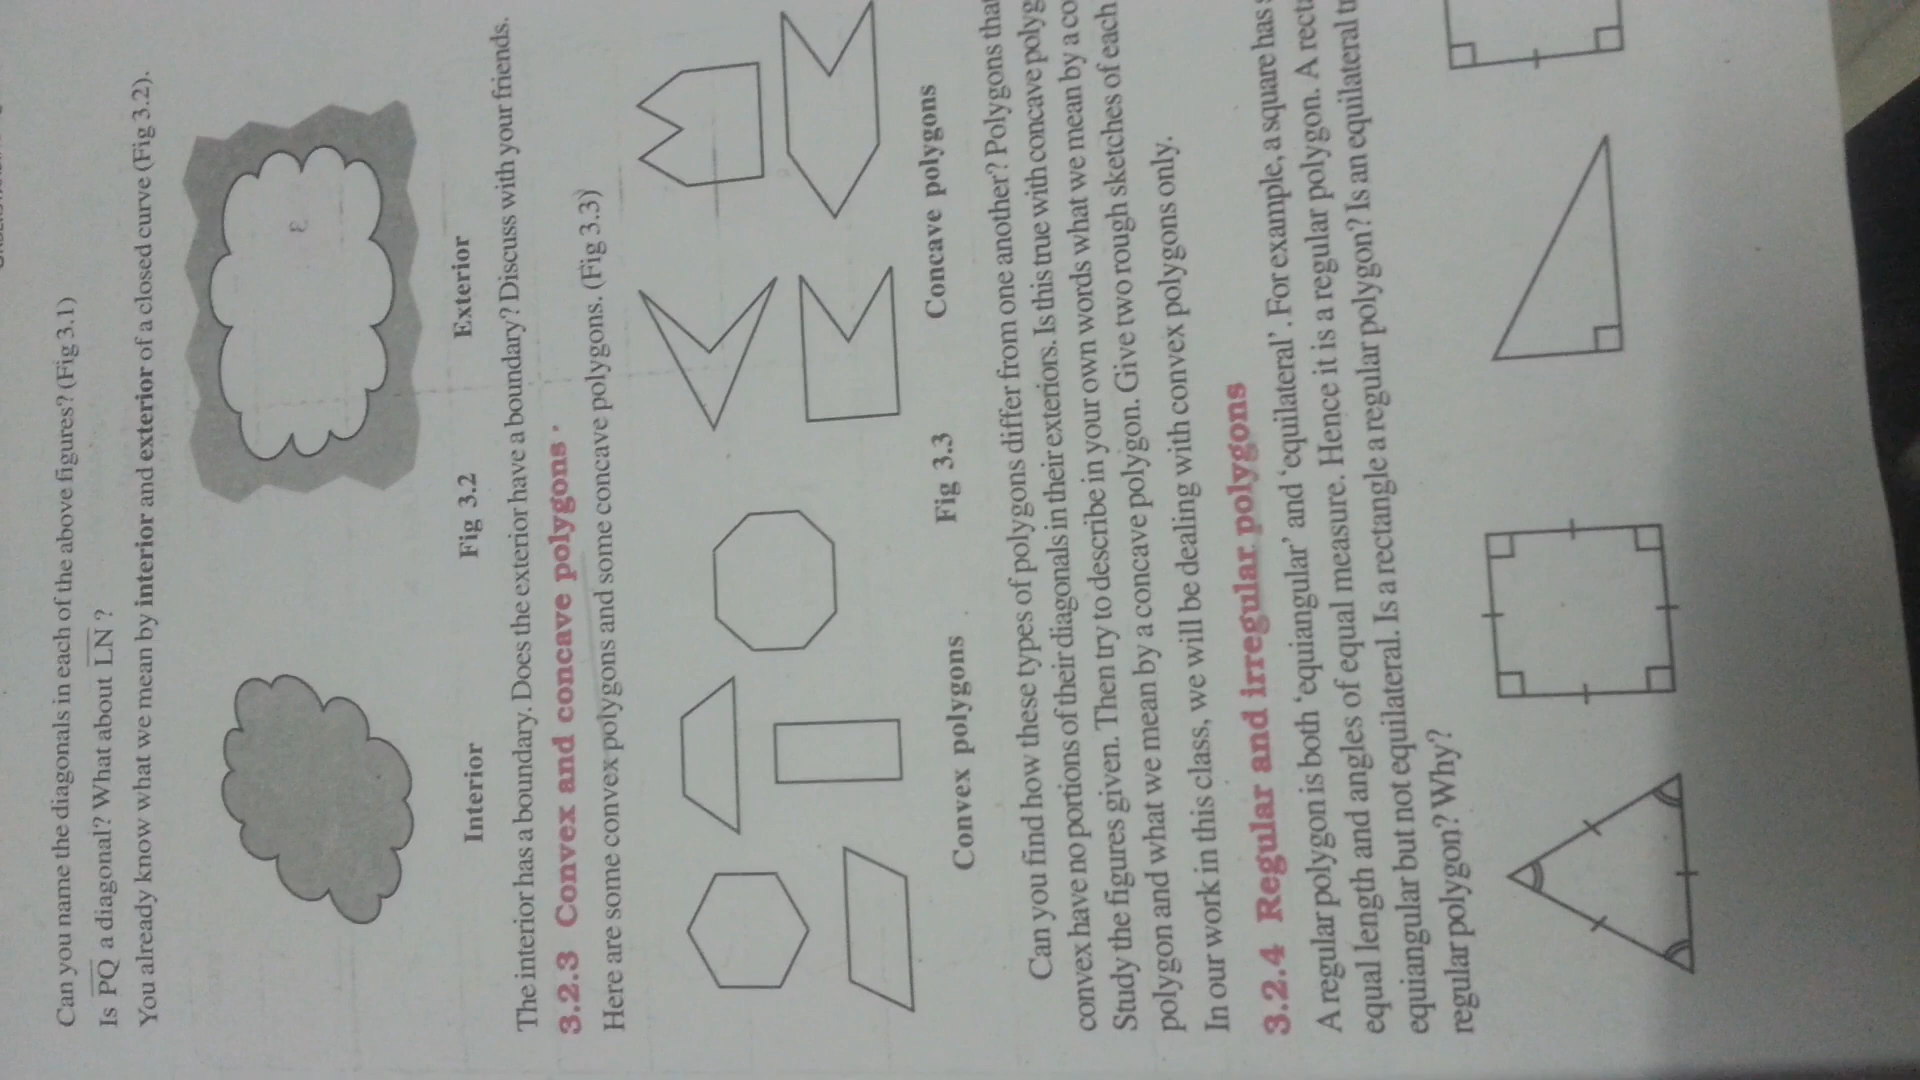 Can you name the diagonals in each of the above figures? (Fig 3.1)
Is PQ a diagonal? What about LN?
You already know what we mean by interior and exterior of a closed curve (Fig 3.2).
Interior
Fig 3.2
Exterior
The interior has a boundary. Does the exterior have a boundary? Discuss with your friends.
3.2.3 Convex and concave polygons
Here are some convex polygons and some concave polygons. (Fig 3.3)
Convex polygons
Fig 3.3
Concave polygons
Can you find how these types of polygons differ from one another? Polygons that
convex have no portions of their diagonals in their exteriors. Is this true with concave polyg
Study the figures given. Then try to describe in your own words what we mean by a co
polygon and what we mean by a concave polygon. Give two rough sketches of each
In our work in this class, we will be dealing with convex polygons only.
3.2.4 Regular and irregular polygons
A regular polygon is both ‘equiangular’ and ‘equilateral’. For example, a square has
equal length and angles of equal measure. Hence it is a regular polygon. A rect
equiangular but not equilateral. Is a rectangle a regular polygon? Is an equilateral tr
regular polygon? Why?